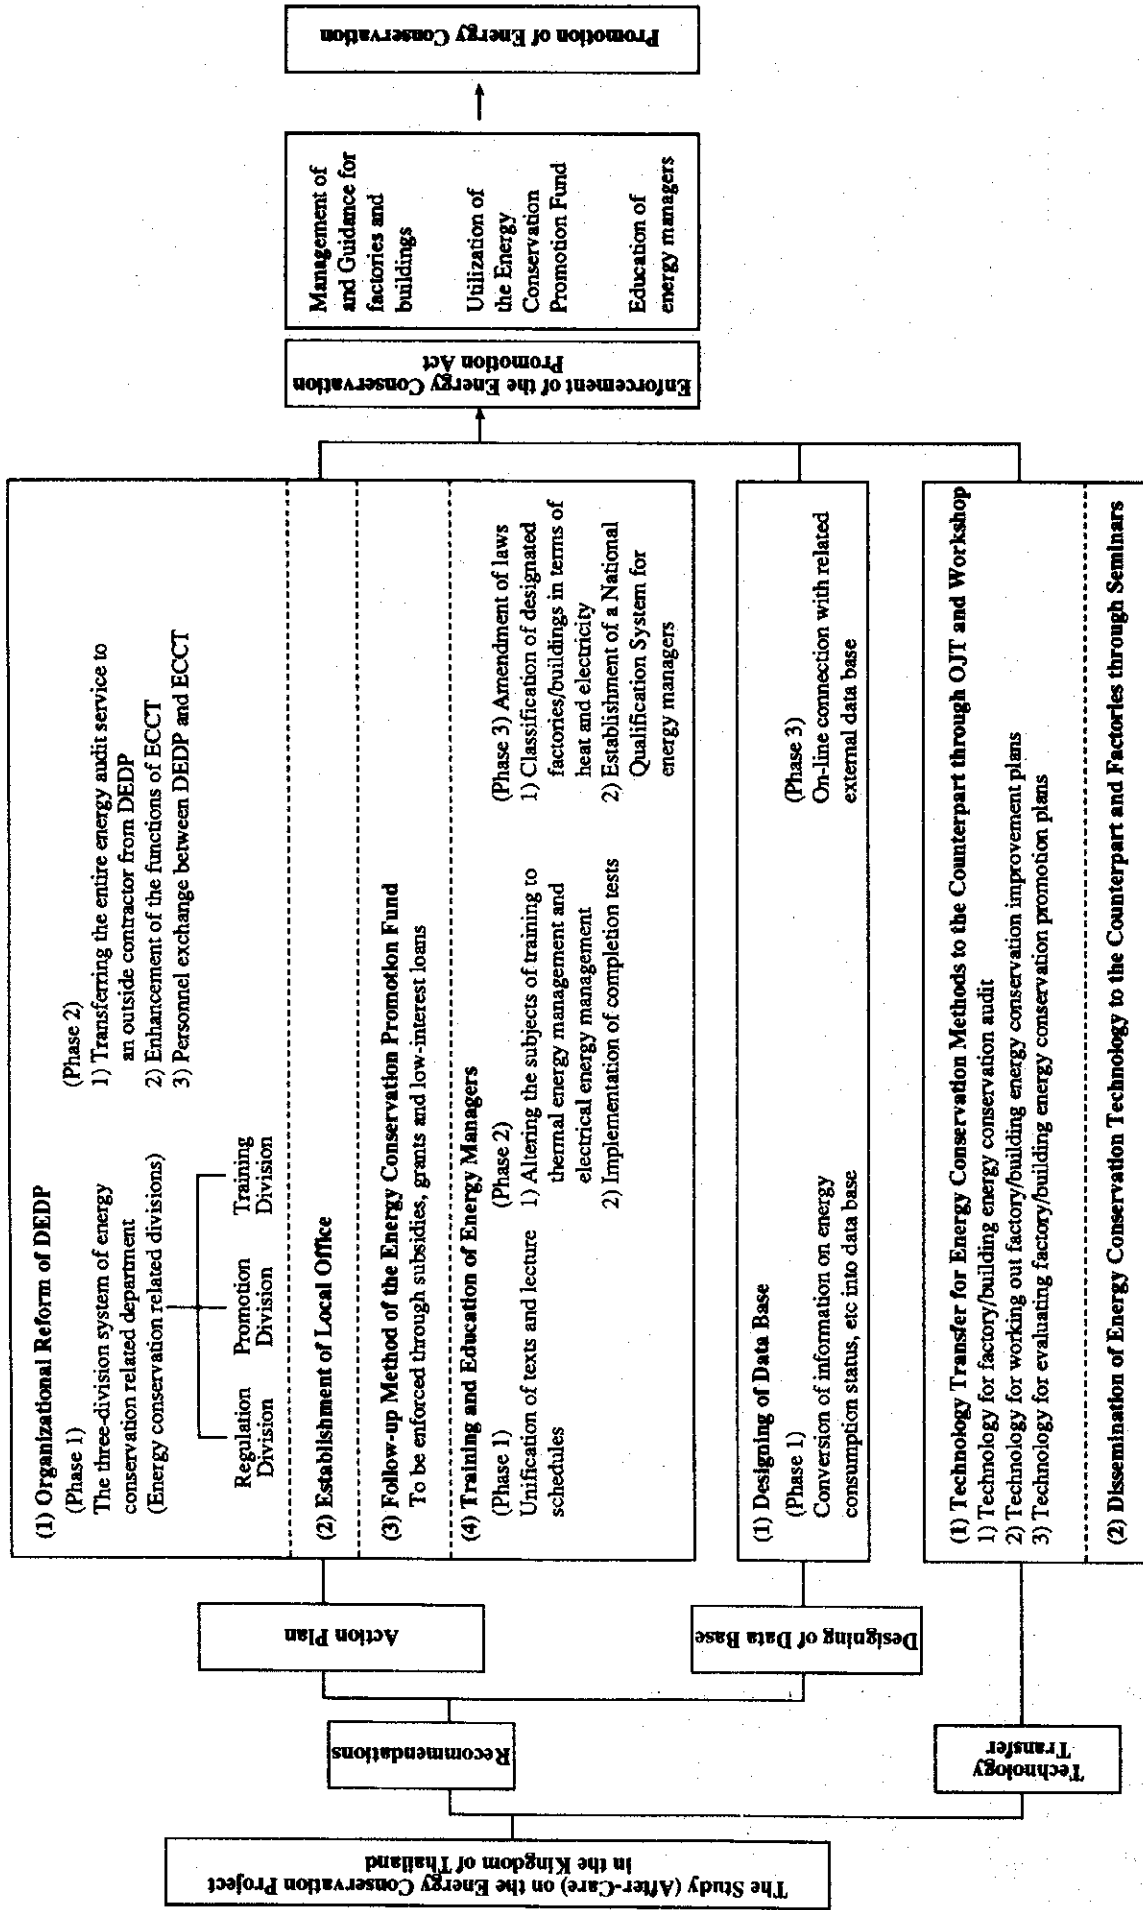 The Study (After-Care) on the Energy Conservation Project
in the Kingdom of Thailand
Recommendations
Technology
Transfer
Action Plan
Designing of Data Base
(1) Organizational Reform of DEDP
(Phase 1)
The three-division system of energy
conservation related department
(Energy conservation related divisions)
Regulation
Division
Promotion
Division
Training
Division
(Phase 2)
1) Transferring the entire energy audit service to
an outside contractor from DEDP
2) Enhancement of the functions of ECCT
3) Personnel exchange between DEDP and ECCT
(2) Establishment of Local Office
(3) Follow-up Method of the Energy Conservation Promotion Fund
To be enforced through subsidies, grants and low-interest loans
(4) Training and Education of Energy Managers
(Phase 1)
Unification of texts and lecture
schedules
(Phase 2)
1) Altering the subjects of training to
thermal energy management and
electrical energy management
2) Implementation of completion tests
(Phase 3) Amendment of laws
1) Classification of designated
factories/buildings in terms of
heat and electricity
2) Establishment of a National
Qualification System for
energy managers
(1) Designing of Data Base
(Phase 1)
Conversion of information on energy
consumption status, etc into data base
(Phase 3)
On-line connection with related
external data base
(1) Technology Transfer for Energy Conservation Methods to the Counterpart through OJT and Workshop
1) Technology for factory/building energy conservation audit
2) Technology for working out factory/building energy conservation improvement plans
3) Technology for evaluating factory/building energy conservation promotion plans
(2) Dissemination of Energy Conservation Technology to the Counterpart and Factories through Seminars
Enforcement of the Energy Conservation
Promotion Act
Management of
and Guidance for
factories and
buildings
Utilization of
the Energy
Conservation
Promotion Fund
Education of
energy managers
Promotion of Energy Conservation